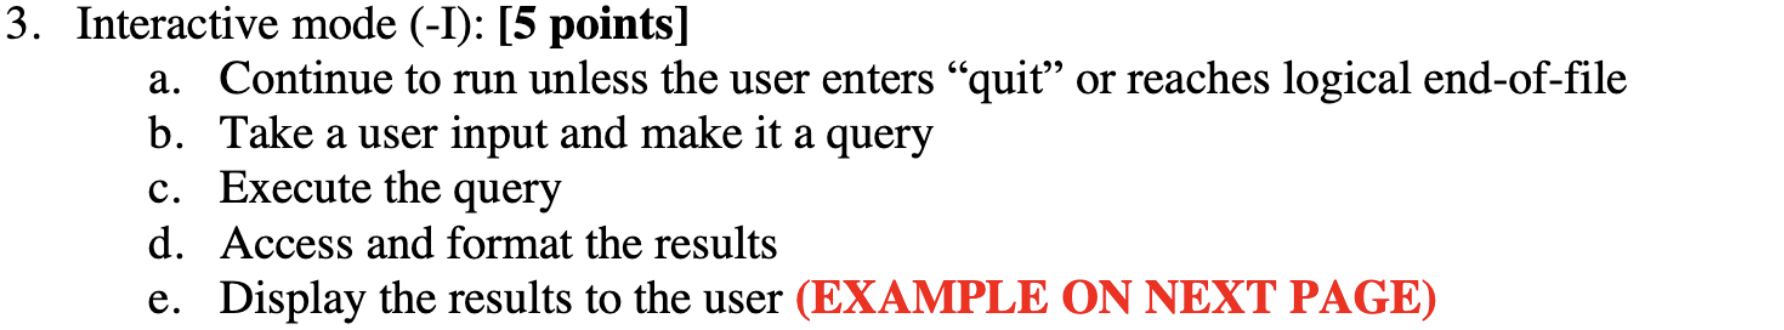 3. Interactive mode (-I): [5 points]
a. Continue to run unless the user enters “quit” or reaches logical end-of-file
b. Take a user input and make it a query
c. Execute the query
d. Access and format the results
e. Display the results to the user (EXAMPLE ON NEXT PAGE)